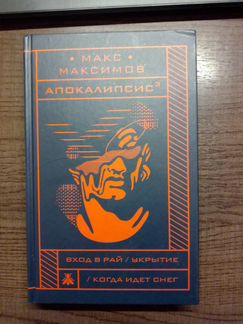 • МАКС •
МАКСИМОВ
АПОКАЛИПСИС³
ВХОД В РАЙ / УКРЫТИЕ
/ КОГДА ИДЕТ СНЕГ